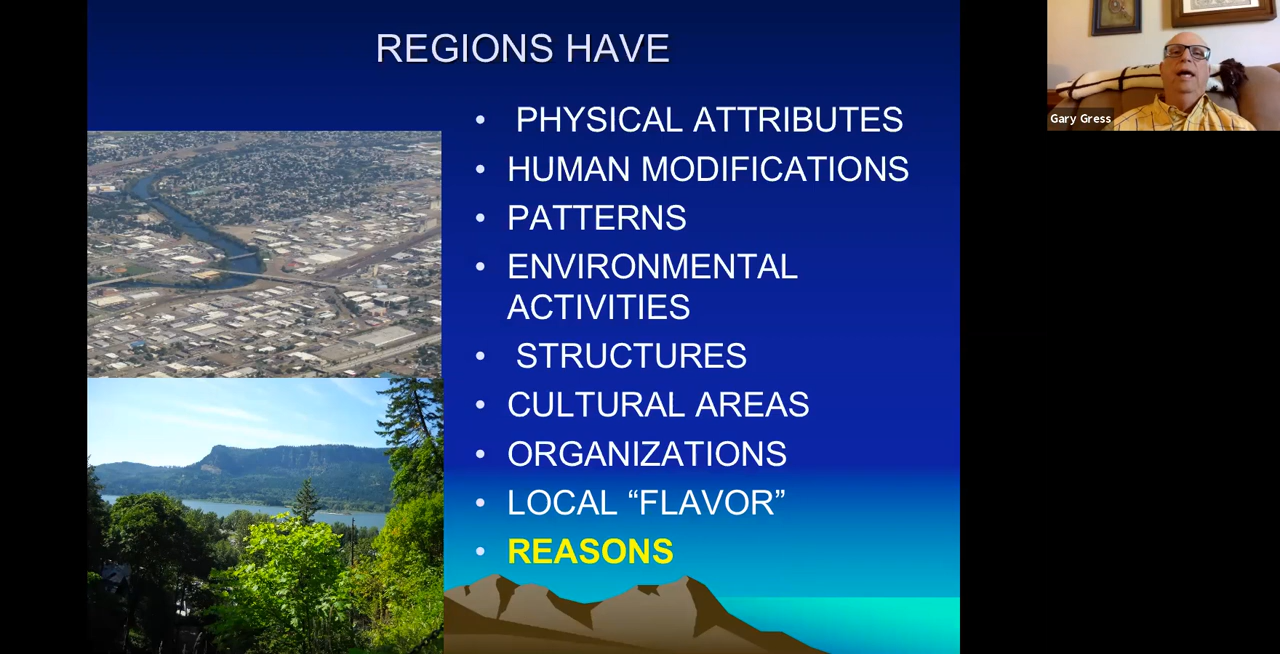 REGIONS HAVE
• PHYSICAL ATTRIBUTES
• HUMAN MODIFICATIONS
• PATTERNS
• ENVIRONMENTAL
ACTIVITIES
• STRUCTURES
• CULTURAL AREAS
• ORGANIZATIONS
• LOCAL “FLAVOR”
• REASONS
Gary Gress